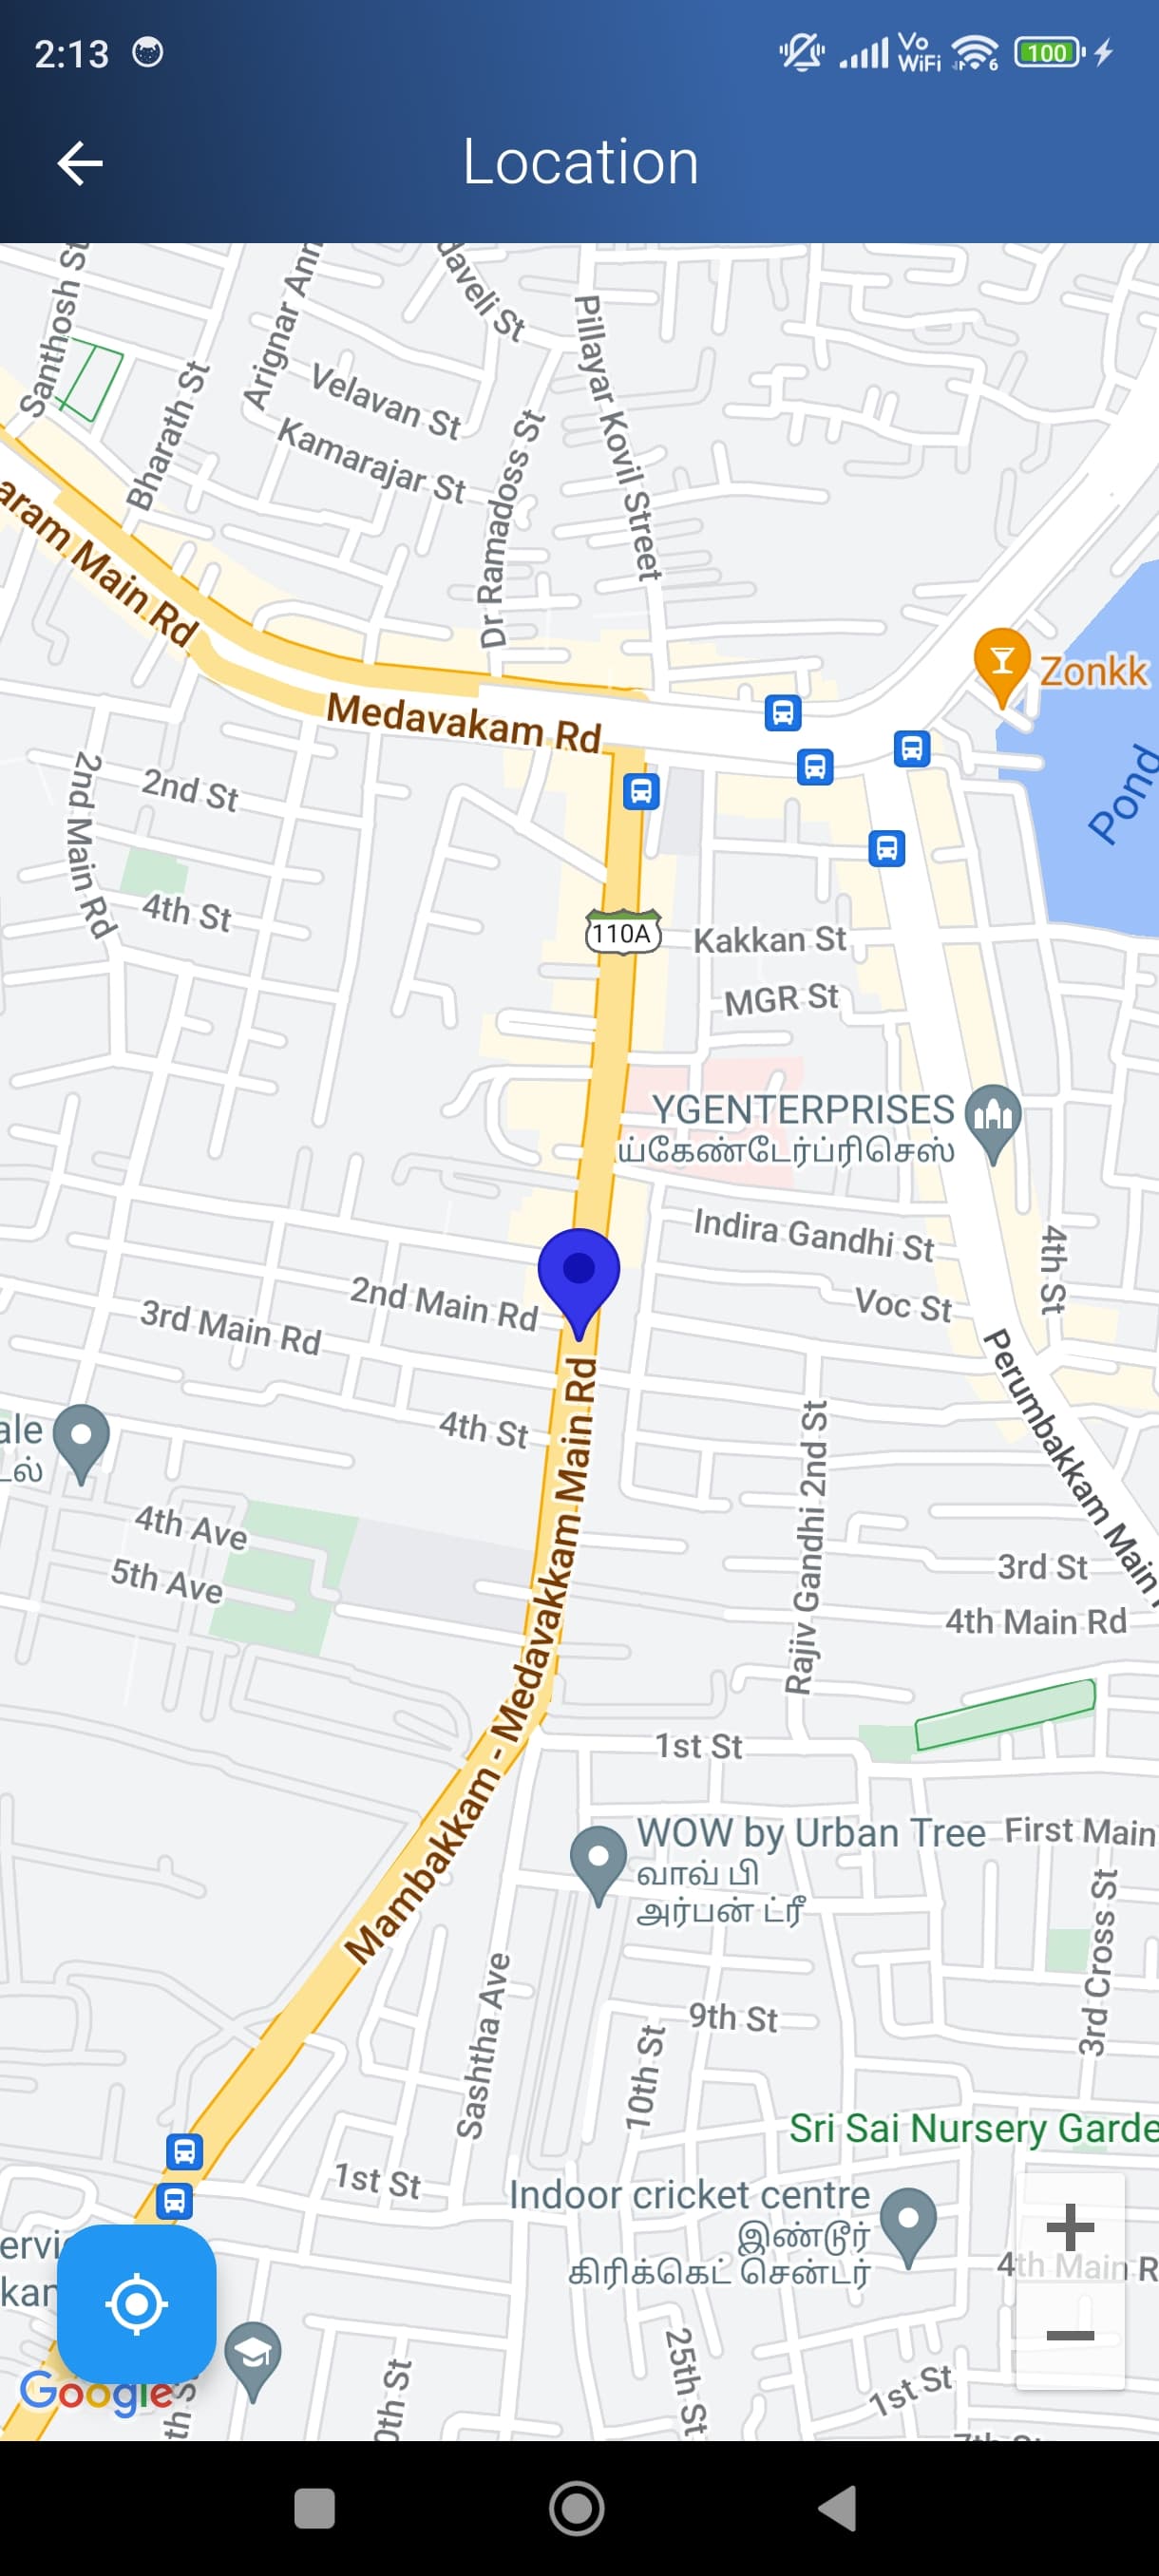 2:13
Vo
WiFi
6
100
Location
Santhosh St
Bharath St
Arignar Ann
daveli St
Velavan St
Kamarajar St
Dr Ramadoss St
Pillayar Kovil Street
aram Main Rd
Medavakam Rd
Zonkk
Pond
2nd Main Rd
2nd St
4th St
110A
Kakkan St
MGR St
YGENTERPRISES
ய்கேண்டேர்ப்ரிசெஸ்
Indira Gandhi St
4th St
Voc St
2nd Main Rd
3rd Main Rd
Perumbakkam Main
4th St
ale
டல்
Rajiv Gandhi 2nd St
4th Ave
5th Ave
3rd St
4th Main Rd
Mambakkam - Medavakkam Main Rd
1st St
WOW by Urban Tree
வாவ் பி
அர்பன் ட்ரீ
First Main
3rd Cross St
Sashtha Ave
9th St
10th St
Sri Sai Nursery Garde
1st St
Indoor cricket centre
இண்டூர்
கிரிக்கெட் சென்டர்
ervi
kan
4th Main R
25th St
1st St
0th St
th S
Google